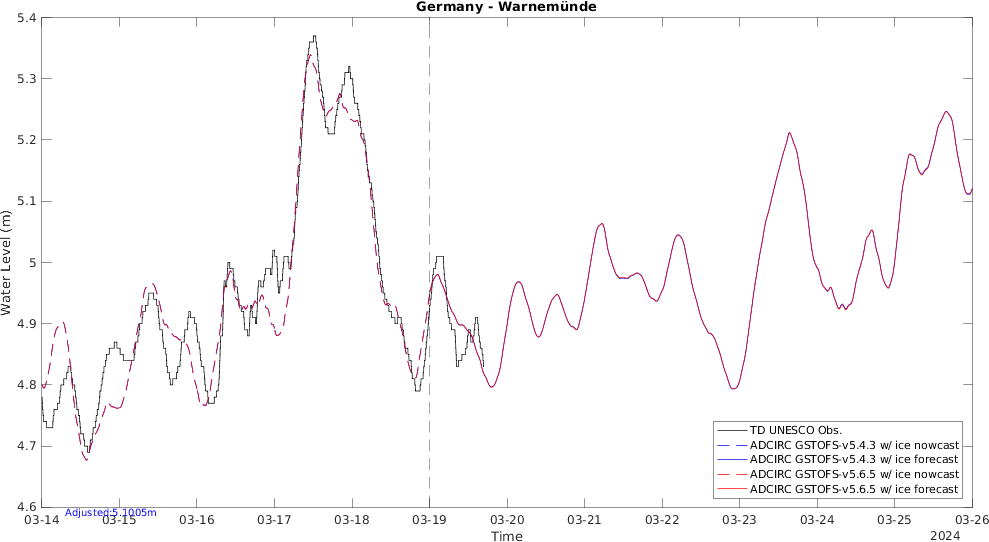 Germany - Warnemünde
5.4
5.3
5.2
5.1
5
4.9
4.8
4.7
4.6
Water Level (m)
TD UNESCO Obs.
ADCIRC GSTOFS-v5.4.3 w/ ice nowcast
ADCIRC GSTOFS-v5.4.3 w/ ice forecast
ADCIRC GSTOFS-v5.6.5 w/ ice nowcast
ADCIRC GSTOFS-v5.6.5 w/ ice forecast
Adjusted:5.1005m
03-14 03-15 03-16 03-17 03-18 03-19 03-20 03-21 03-22 03-23 03-24 03-25 03-26
Time
2024